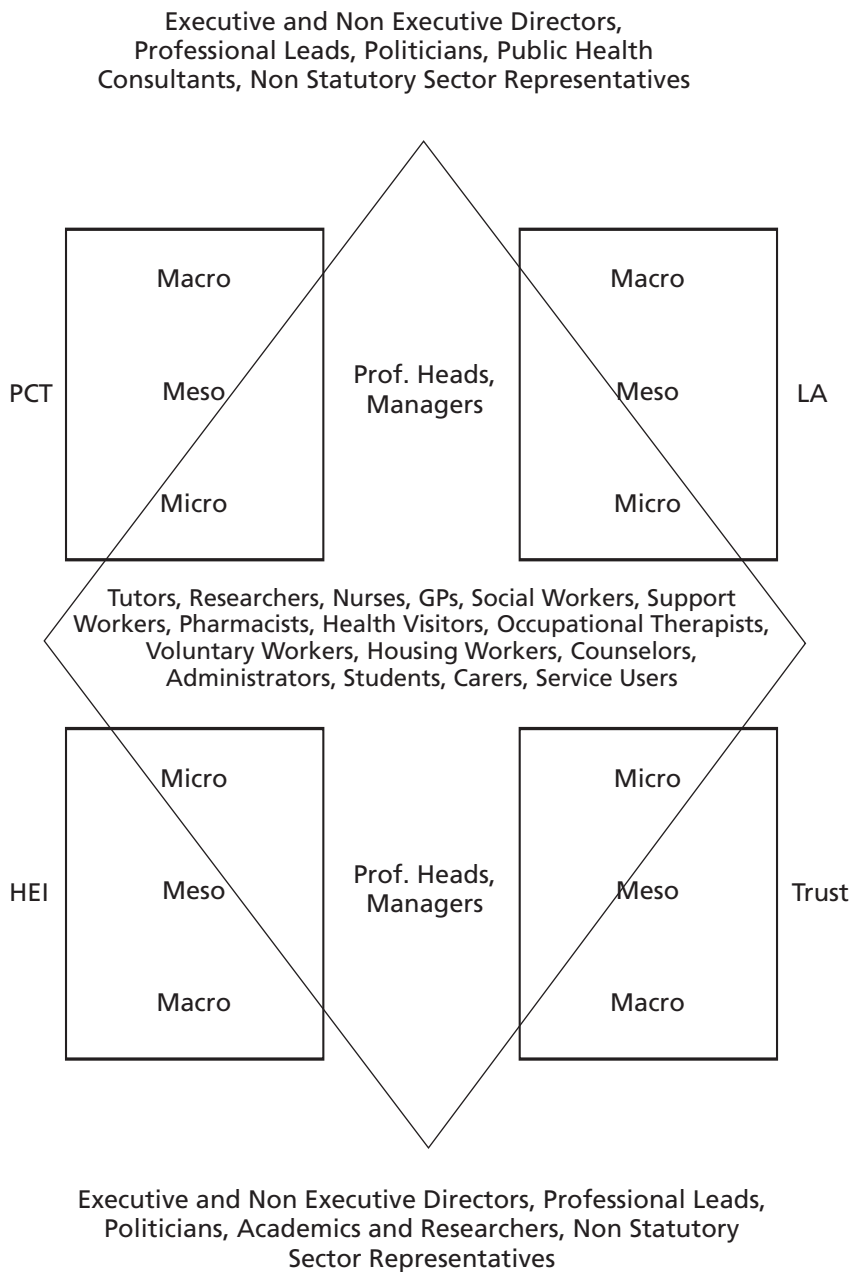 Executive and Non Executive Directors,
Professional Leads, Politicians, Public Health
Consultants, Non Statutory Sector Representatives
Macro
Macro
PCT
Meso
Prof. Heads,
Managers
Meso
LA
Micro
Micro
Tutors, Researchers, Nurses, GPs, Social Workers, Support
Workers, Pharmacists, Health Visitors, Occupational Therapists,
Voluntary Workers, Housing Workers, Counselors,
Administrators, Students, Carers, Service Users
Micro
Micro
HEI
Meso
Prof. Heads,
Managers
Meso
Trust
Macro
Macro
Executive and Non Executive Directors, Professional Leads,
Politicians, Academics and Researchers, Non Statutory
Sector Representatives